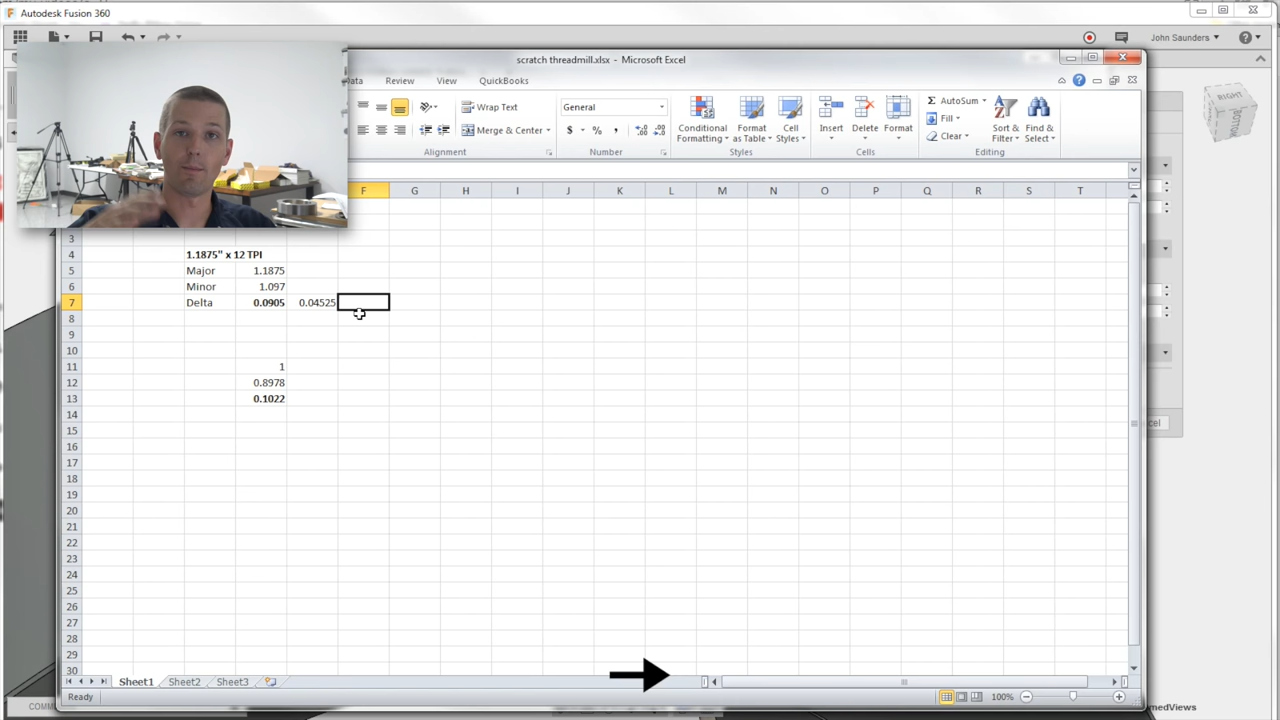 Autodesk Fusion 360
John Saunders
scratch threadmill.xlsx - Microsoft Excel
Review View QuickBooks
Wrap Text General AutoSum
Fill
Merge & Center $ % , Conditional Format Cell Insert Delete Format Clear Sort & Find &
Formatting as Table Styles Filter Select
Alignment Number Styles Cells Editing
F G H I J K L M N O P Q R S T
3
4 1.1875" x 12 TPI
5 Major 1.1875
6 Minor 1.097
7 Delta 0.0905 0.04525
8
9
10
11 1
12 0.8978
13 0.1022
14
15
16
17
18
19
20
21
22
23
24
25
26
27
28
29
30
Sheet1 Sheet2 Sheet3
Ready 100%
RIGHT
BOTTOM